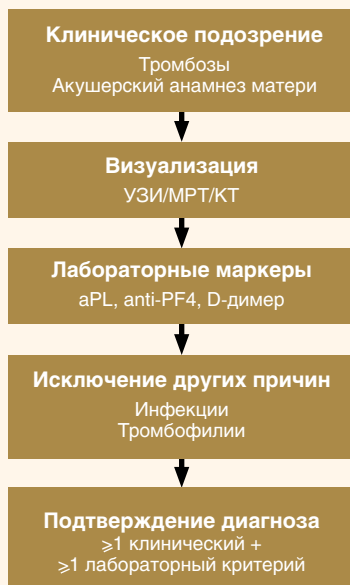 Клиническое подозрение
Тромбозы
Акушерский анамнез матери
Визуализация
УЗИ/МРТ/КТ
Лабораторные маркеры
aPL, anti-PF4, D-димер
Исключение других причин
Инфекции
Тромбофилии
Подтверждение диагноза
⩾1 клинический +
⩾1 лабораторный критерий